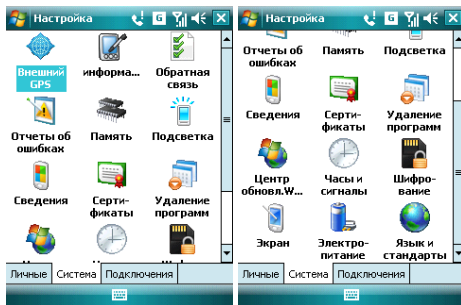 Настройка
G
Внешний
GPS
информа...
Обратная
связь
Отчеты об
ошибках
Память
Подсветка
Сведения
Серти-
фикаты
Удаление
программ
Личные Система Подключения
Настройка
G
Отчеты об
ошибках
Память
Подсветка
Сведения
Серти-
фикаты
Удаление
программ
Центр
обновл.W...
Часы и
сигналы
Шифро-
вание
Экран
Электро-
питание
Язык и
стандарты
Личные Система Подключения